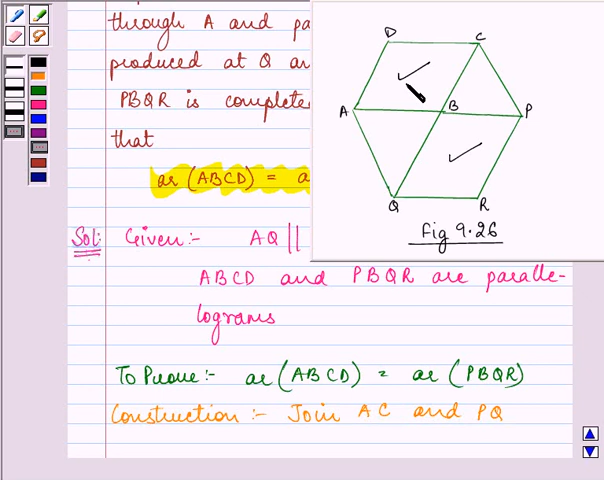 through A and pa
produced at Q an
PBQR is complete
that
ar (ABCD) = a
Sol: Given:- AQ ||
ABCD and PBQR are paralle-
lograms
To Prove:- ar (ABCD) = ar (PBQR)
Construction:- Join AC and PQ
D C
A B P
Q R
Fig 9.26